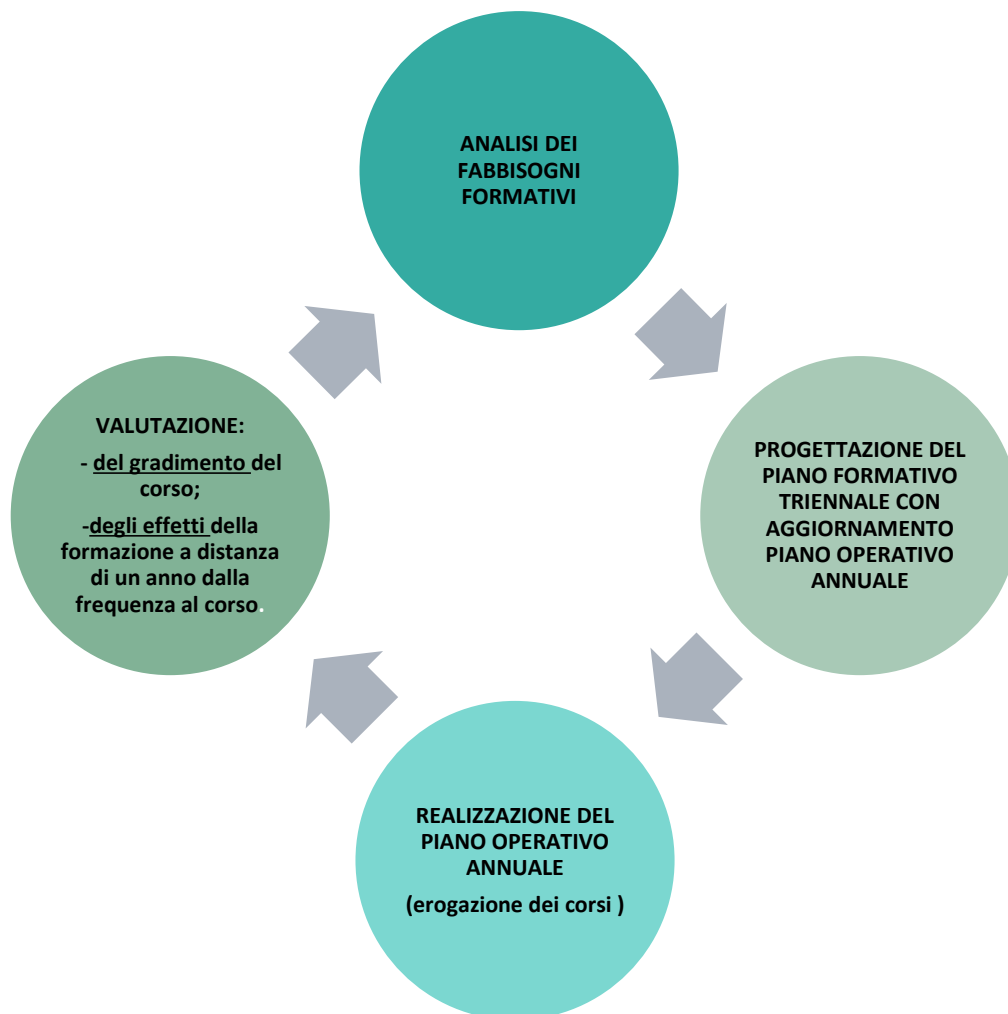 ANALISI DEI
FABBISOGNI
FORMATIVI
PROGETTAZIONE DEL
PIANO FORMATIVO
TRIENNALE CON
AGGIORNAMENTO
PIANO OPERATIVO
ANNUALE
REALIZZAZIONE DEL
PIANO OPERATIVO
ANNUALE
(erogazione dei corsi )
VALUTAZIONE:
- del gradimento del
corso;
-degli effetti della
formazione a distanza
di un anno dalla
frequenza al corso.